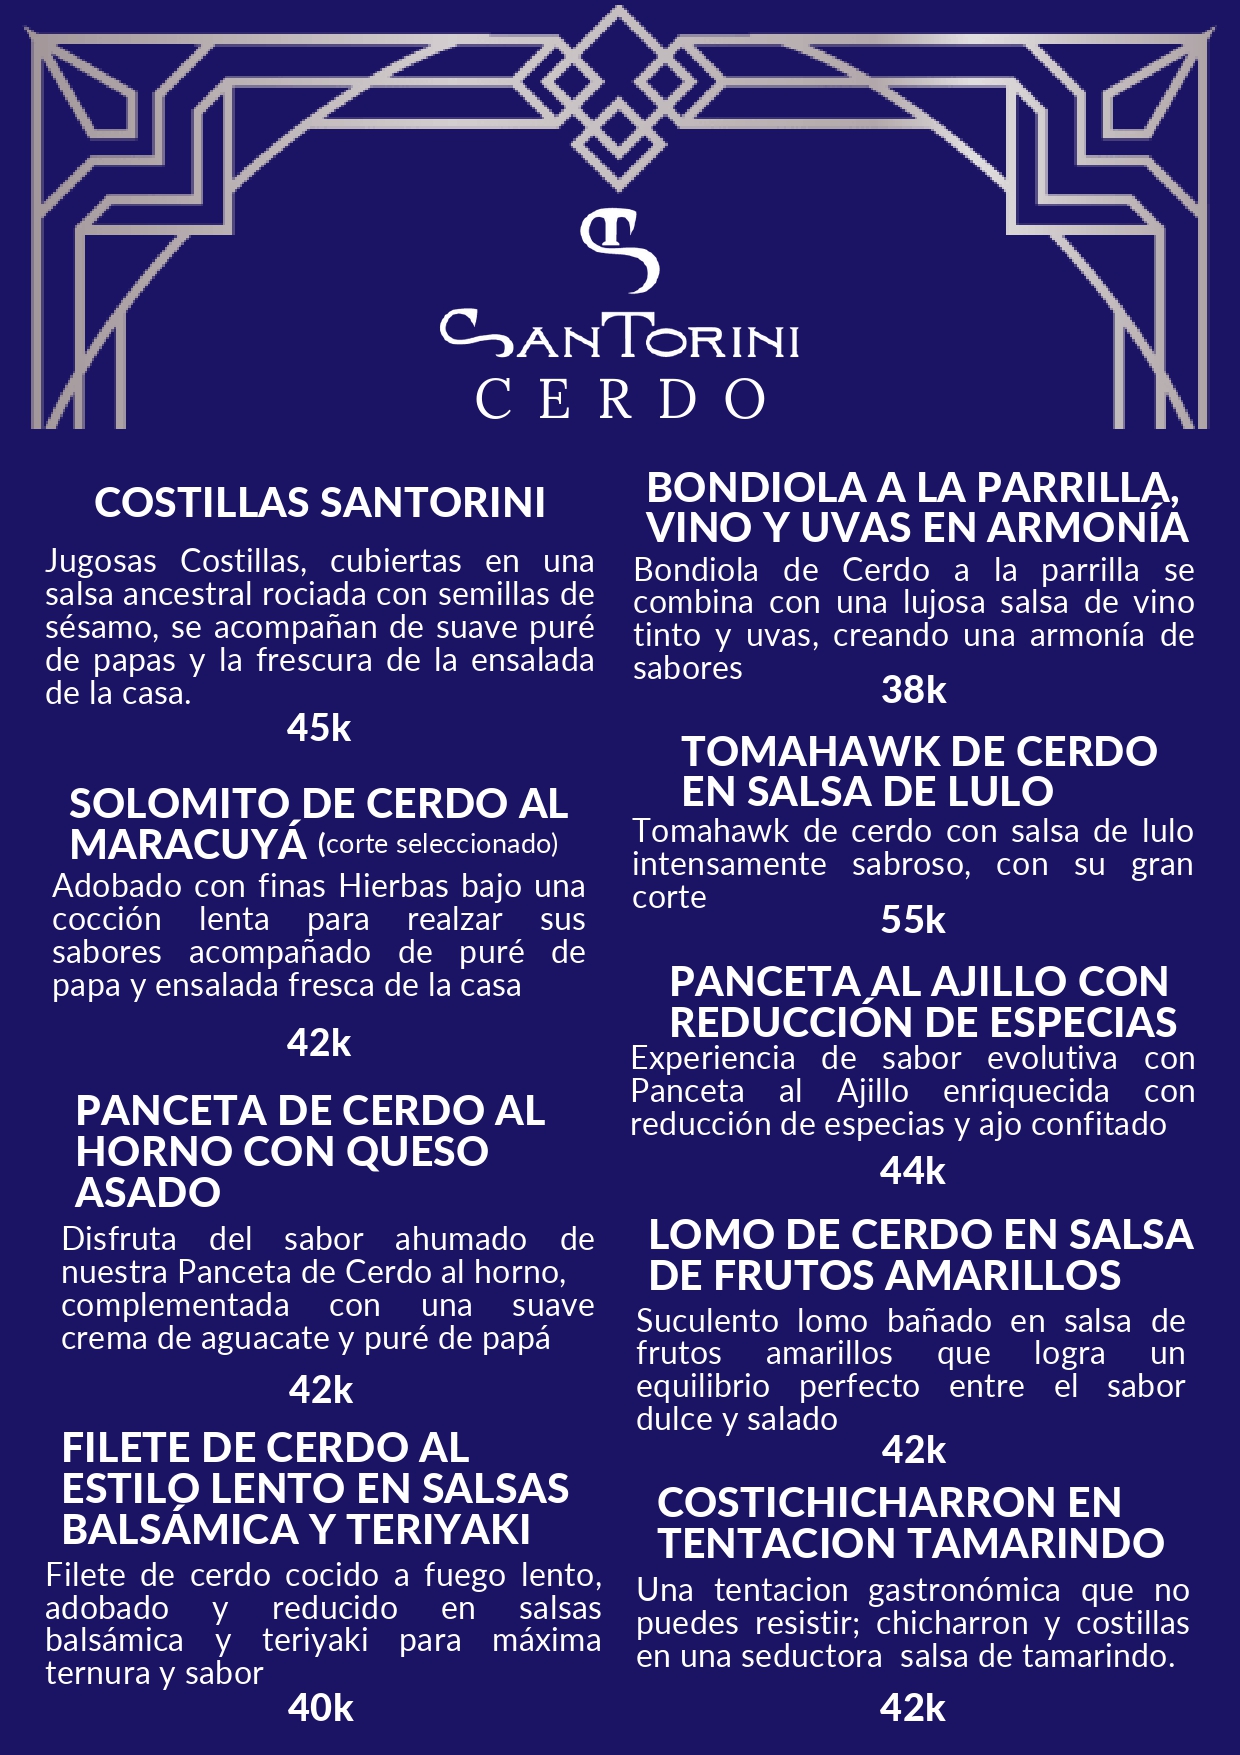 SANTORINI
CERDO
COSTILLAS SANTORINI
Jugosas Costillas, cubiertas en una
salsa ancestral rociada con semillas de
sésamo, se acompañan de suave puré
de papas y la frescura de la ensalada
de la casa.
45k
SOLOMITO DE CERDO AL
MARACUYÁ (corte seleccionado)
Adobado con finas Hierbas bajo una
cocción lenta para realzar sus
sabores acompañado de puré de
papa y ensalada fresca de la casa
42k
PANCETA DE CERDO AL
HORNO CON QUESO
ASADO
Disfruta del sabor ahumado de
nuestra Panceta de Cerdo al horno,
complementada con una suave
crema de aguacate y puré de papá
42k
FILETE DE CERDO AL
ESTILO LENTO EN SALSAS
BALSÁMICA Y TERIYAKI
Filete de cerdo cocido a fuego lento,
adobado y reducido en salsas
balsámica y teriyaki para máxima
ternura y sabor
40k
BONDIOLA A LA PARRILLA,
VINO Y UVAS EN ARMONÍA
Bondiola de Cerdo a la parrilla se
combina con una lujosa salsa de vino
tinto y uvas, creando una armonía de
sabores
38k
TOMAHAWK DE CERDO
EN SALSA DE LULO
Tomahawk de cerdo con salsa de lulo
intensamente sabroso, con su gran
corte
55k
PANCETA AL AJILLO CON
REDUCCIÓN DE ESPECIAS
Experiencia de sabor evolutiva con
Panceta al Ajillo enriquecida con
reducción de especias y ajo confitado
44k
LOMO DE CERDO EN SALSA
DE FRUTOS AMARILLOS
Suculento lomo bañado en salsa de
frutos amarillos que logra un
equilibrio perfecto entre el sabor
dulce y salado
42k
COSTICHICHARRON EN
TENTACION TAMARINDO
Una tentacion gastronómica que no
puedes resistir; chicharron y costillas
en una seductora salsa de tamarindo.
42k